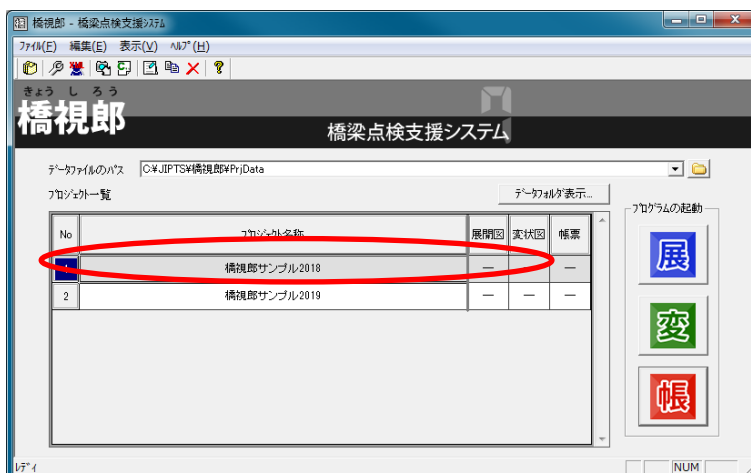 橋視郎 - 橋梁点検支援ｼｽﾃﾑ
ﾌｧｲﾙ(F) 編集(E) 表示(V) ﾍﾙﾌﾟ(H)
きょう し ろう
橋視郎
橋梁点検支援システム
ﾃﾞｰﾀﾌｧｲﾙのﾊﾟｽ C:¥JIPTS¥橋視郎¥PrjData
ﾌﾟﾛｼﾞｪｸﾄ一覧 ﾃﾞｰﾀﾌｫﾙﾀﾞ表示...
ﾌﾟﾛｸﾞﾗﾑの起動
No ﾌﾟﾛｼﾞｪｸﾄ名称 展開図 変状図 帳票
1 橋視郎サンプル2018 ― ― ―
2 橋視郎サンプル2019 ― ― ―
展
変
帳
ﾚﾃﾞｨ NUM